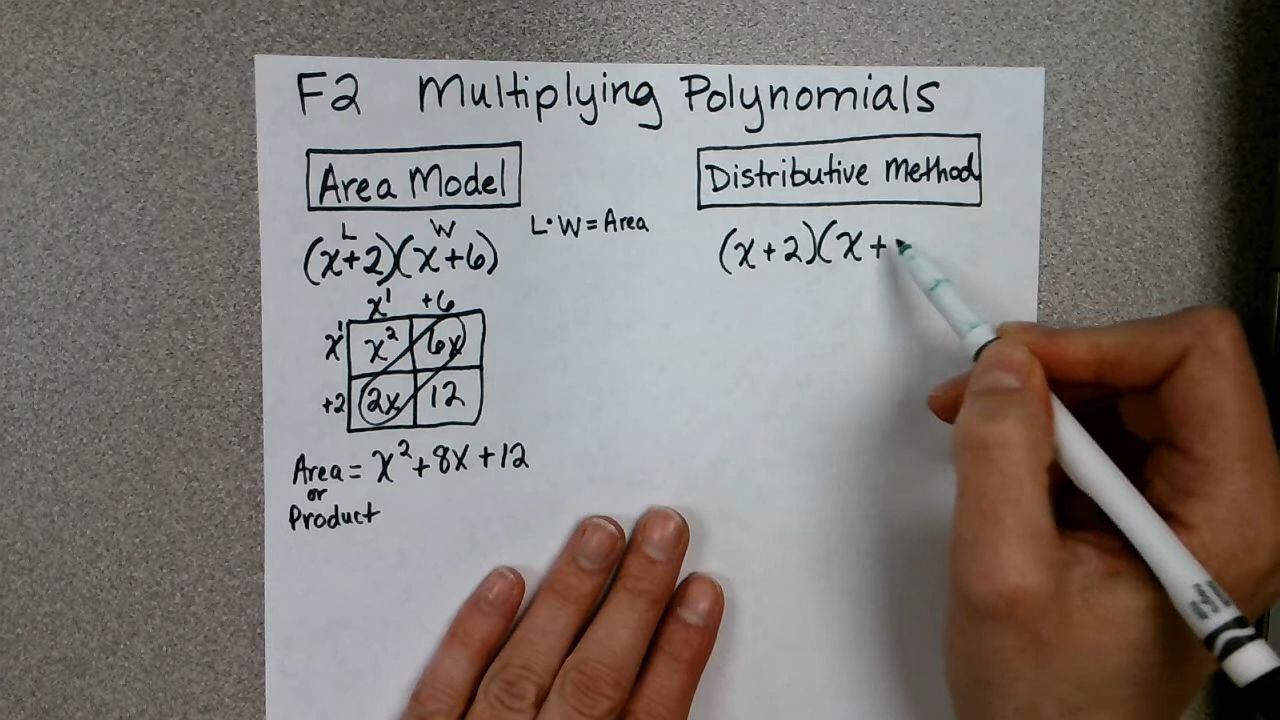 F2 Multiplying Polynomials
Area Model
L W
(x+2)(x+6)
L·W=Area
x¹ +6
x¹ x² 6x
+2 2x 12
Area = x²+8x+12
or
Product
Distributive Method
(x+2)(x+